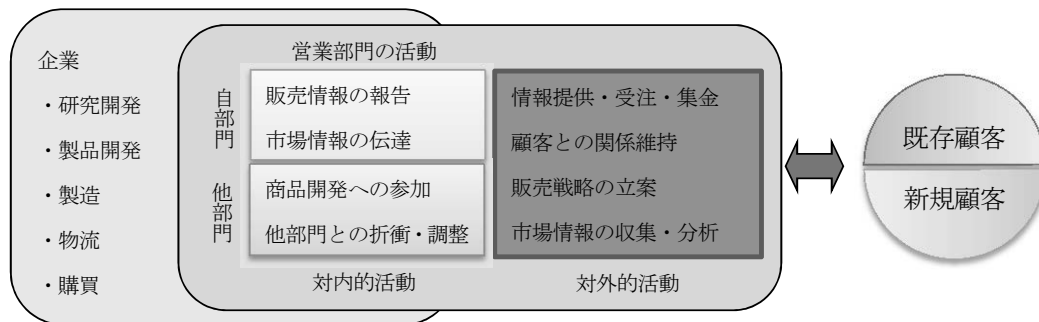 企業
・研究開発
・製品開発
・製造
・物流
・購買
営業部門の活動
自部門
販売情報の報告
市場情報の伝達
他部門
商品開発への参加
他部門との折衝・調整
対内的活動
情報提供・受注・集金
顧客との関係維持
販売戦略の立案
市場情報の収集・分析
対外的活動
既存顧客
新規顧客